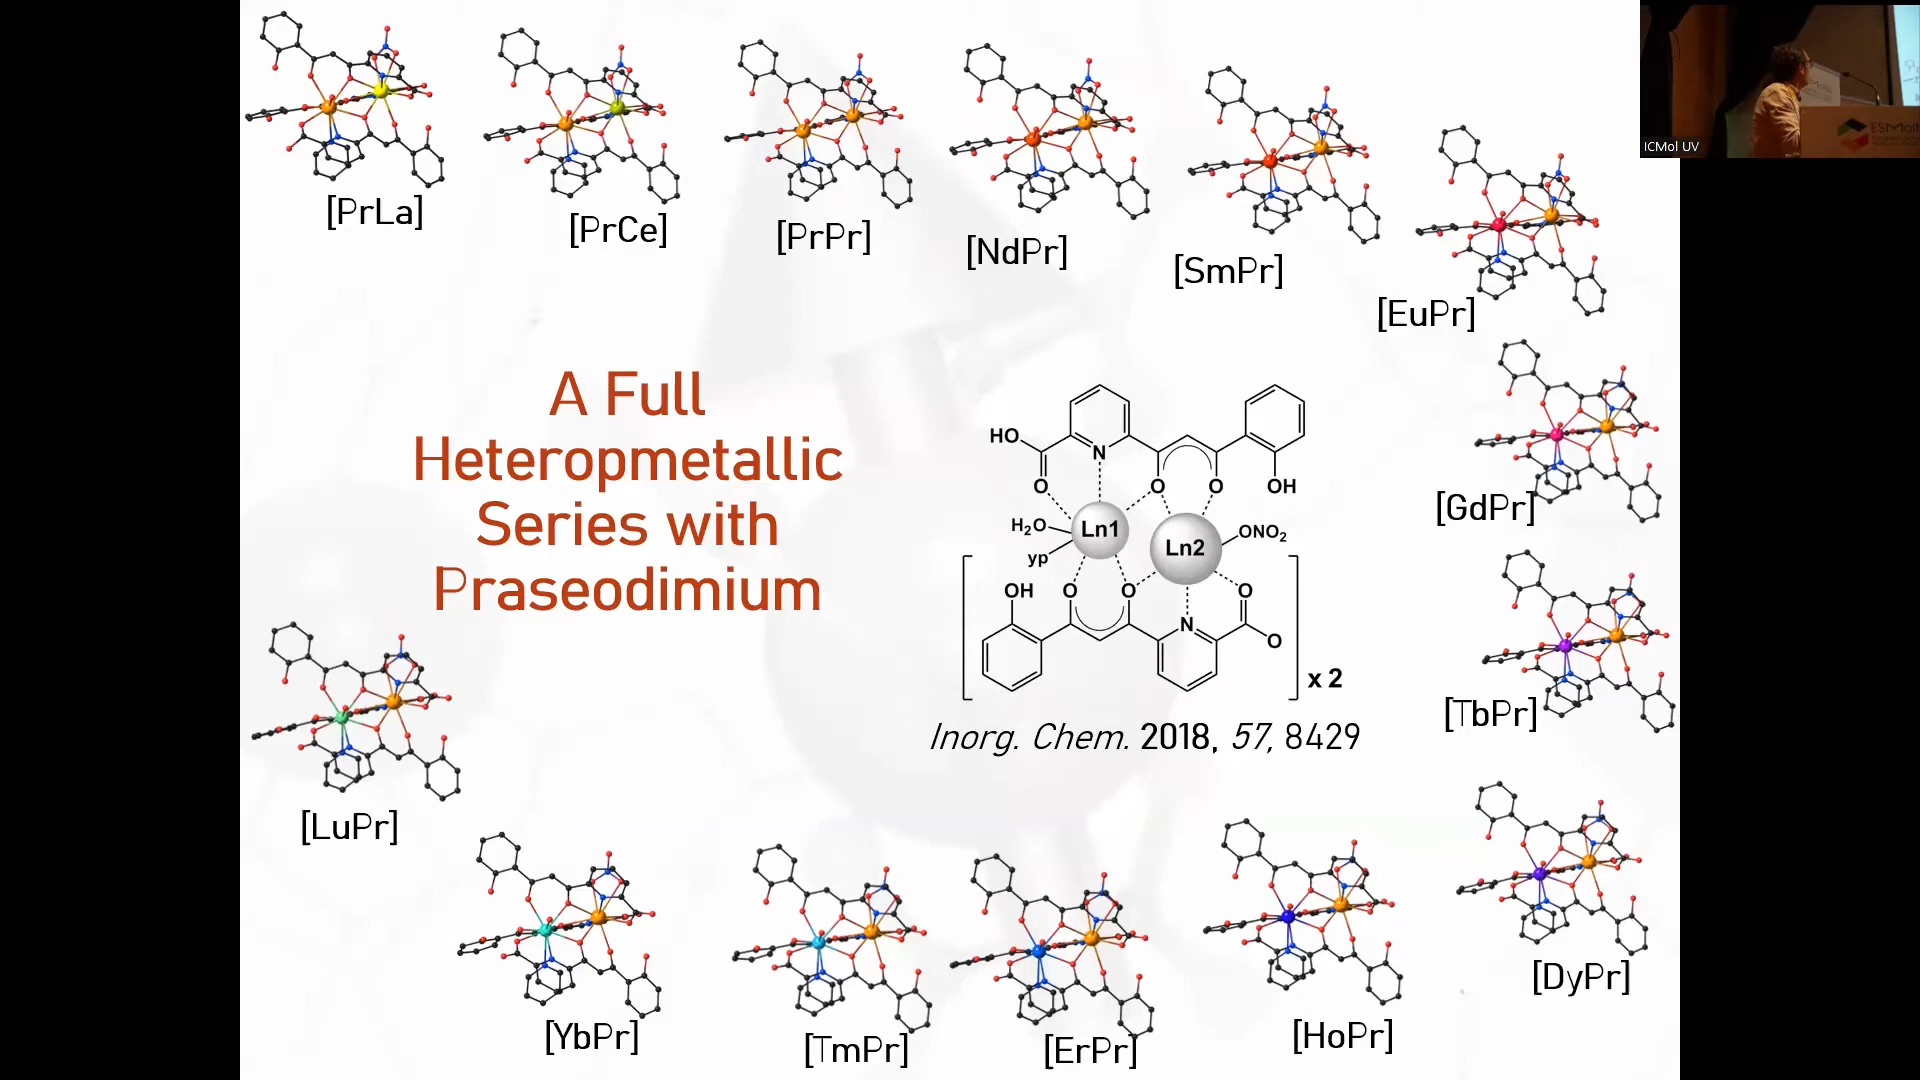 [PrLa]
[PrCe]
[PrPr]
[NdPr]
[SmPr]
[EuPr]
ICMol UV
A Full
Heteropmetallic
Series with
Praseodimium
HO
N
O
O
O
OH
H2O
Ln1
Ln2
ONO2
yp
OH
O
O
O
N
O
x 2
Inorg. Chem. 2018, 57, 8429
[GdPr]
[TbPr]
[DyPr]
[HoPr]
[ErPr]
[TmPr]
[YbPr]
[LuPr]